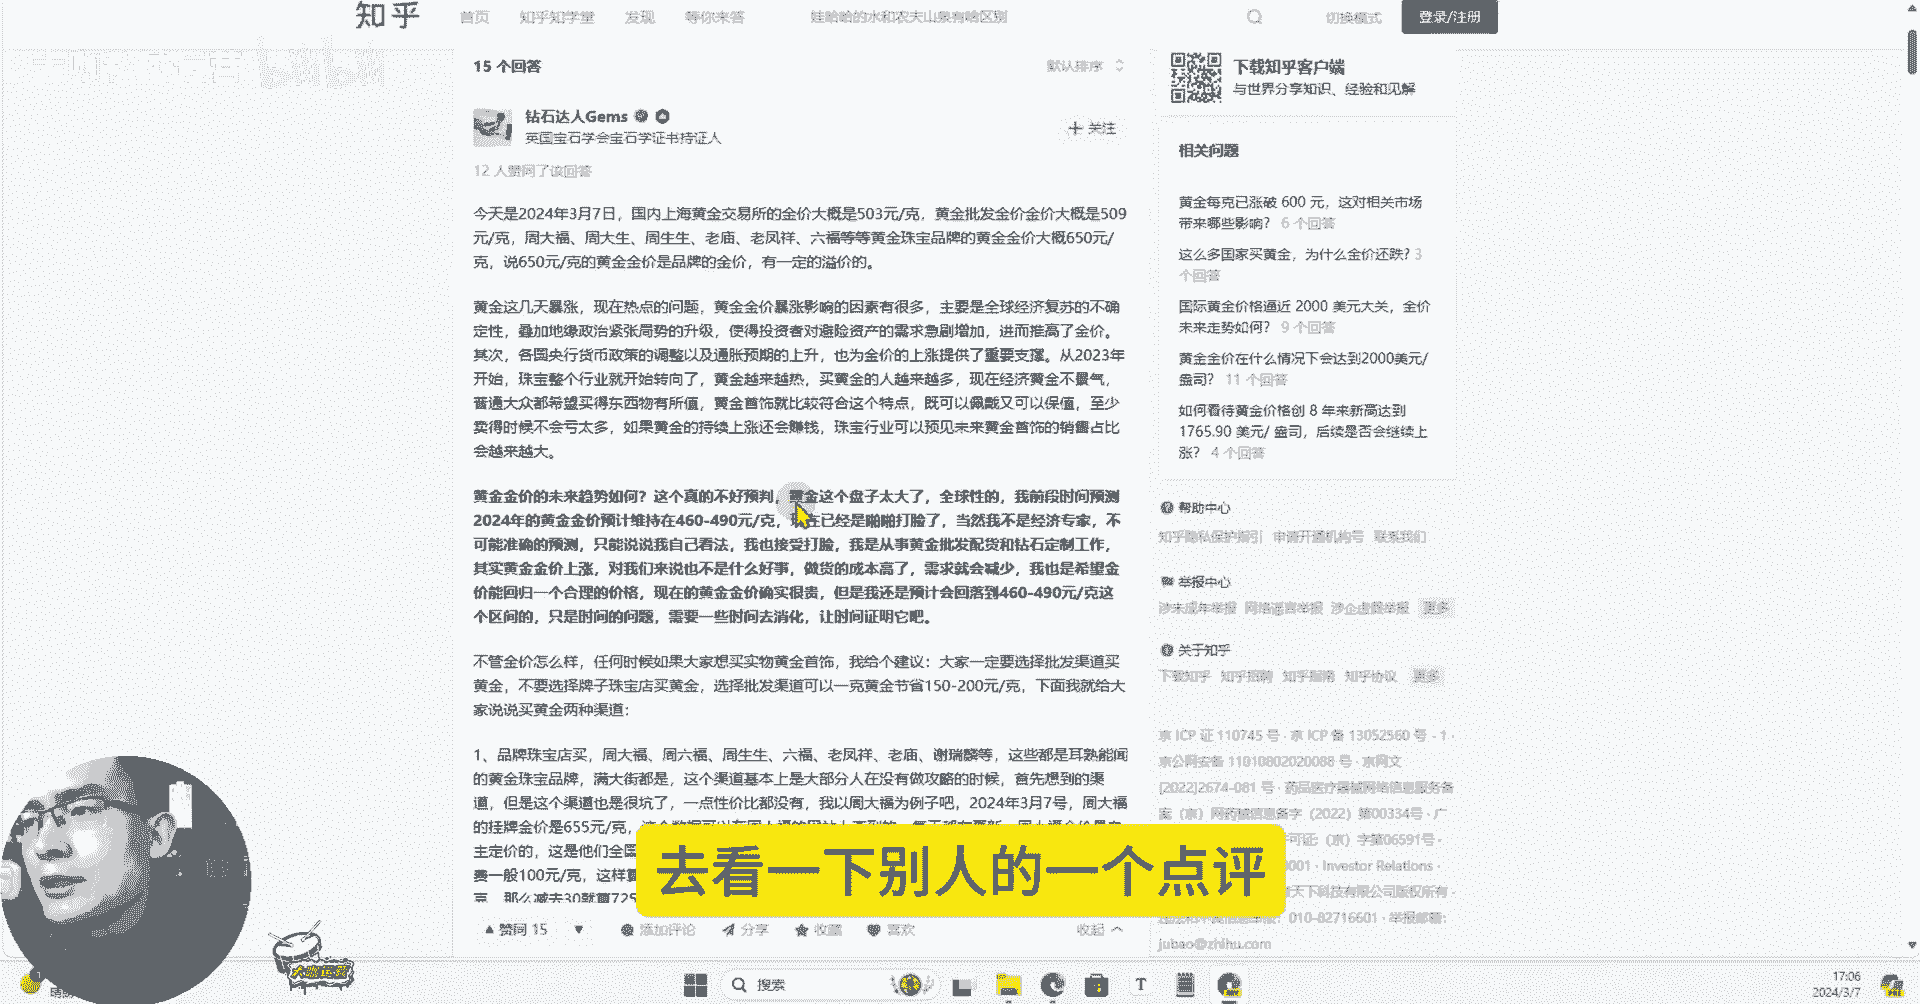 知乎
首页
知乎知学堂
发现
等你来答
娃哈哈的水和农夫山泉有啥区别
切换模式
登录/注册
bilibili
15 个回答
默认排序
钻石达人Gems
英国宝石学会宝石学证书持证人
关注
12 人赞同了该回答
今天是2024年3月7日，国内上海黄金交易所的金价大概是503元/克，黄金批发金价金价大概是509
元/克，周大福、周大生、周生生、老庙、老凤祥、六福等等黄金珠宝品牌的黄金金价大概650元/
克，说650元/克的黄金金价是品牌的金价，有一定的溢价的。
黄金这几天暴涨，现在热点的问题，黄金金价暴涨影响的因素有很多，主要是全球经济复苏的不确
定性，叠加地缘政治紧张局势的升级，使得投资者对避险资产的需求急剧增加，进而推高了金价。
其次，各国央行货币政策的调整以及通胀预期的上升，也为金价的上涨提供了重要支撑。从2023年
开始，珠宝整个行业就开始转向了，黄金越来越热，买黄金的人越来越多，现在经济黄金不景气，
普通大众都希望买得东西物有所值，黄金首饰就比较符合这个特点，既可以佩戴又可以保值，至少
卖得时候不会亏太多，如果黄金的持续上涨还会赚钱，珠宝行业可以预见未来黄金首饰的销售占比
会越来越大。
黄金金价的未来趋势如何？这个真的不好预判，黄金这个盘子太大了，全球性的，我前段时间预测
2024年的黄金金价预计维持在460-490元/克，现在已经是啪啪打脸了，当然我不是经济专家，不
可能准确的预测，只能说说我自己看法，我也接受打脸，我是从事黄金批发配货和钻石定制工作，
其实黄金金价上涨，对我们来说也不是什么好事，做货的成本高了，需求就会减少，我也是希望金
价能回归一个合理的价格，现在的黄金金价确实很贵，但是我还是预计会回落到460-490元/克这
个区间的，只是时间的问题，需要一些时间去消化，让时间证明它吧。
不管金价怎么样，任何时候如果大家想买实物黄金首饰，我给个建议：大家一定要选择批发渠道买
黄金，不要选择牌子珠宝店买黄金，选择批发渠道可以一克黄金节省150-200元/克，下面我就给大
家说说买黄金两种渠道：
1、品牌珠宝店买，周大福、周六福、周生生、六福、老凤祥、老庙、谢瑞麟等，这些都是耳熟能闻
的黄金珠宝品牌，满大街都是，这个渠道基本上是大部分人在没有做攻略的时候，首先想到的渠
道，但是这个渠道也是很坑了，一点性价比都没有，我以周大福为例子吧，2024年3月7号，周大福
的挂牌金价是655元/克，
主定价的，这是他们全国
费一般100元/克，这样算
克，那么减去30就算725
赞同 15
添加评论
分享
收藏
喜欢
收起
下载知乎客户端
与世界分享知识、经验和见解
相关问题
黄金每克已涨破 600 元，这对相关市场
带来哪些影响？ 6 个回答
这么多国家买黄金，为什么金价还跌？ 3
个回答
国际黄金价格逼近 2000 美元大关，金价
未来走势如何？ 9 个回答
黄金金价在什么情况下会达到2000美元/
盎司？ 11 个回答
如何看待黄金价格创 8 年来新高达到
1765.90 美元/ 盎司，后续是否会继续上
涨？ 4 个回答
帮助中心
知乎隐私保护指引 申请开通机构号 联系我们
举报中心
涉未成年举报 网络谣言举报 涉企虚假举报 更多
关于知乎
下载知乎 知乎招聘 知乎指南 知乎协议 更多
京 ICP 证 110745 号 · 京 ICP 备 13052560 号 - 1 ·
京公网安备 11010802020088 号 · 京网文
[2022]2674-081 号 · 药品医疗器械网络信息服务备
案（京）网药械信息备字（2022）第00334号 · 广
可证:（京）字第06591号 ·
001 · Investor Relations ·
天下科技有限公司版权所有 ·
010-82716601 · 举报邮箱:
jubao@zhihu.com
去看一下别人的一个点评
搜索
17:06
2024/3/7